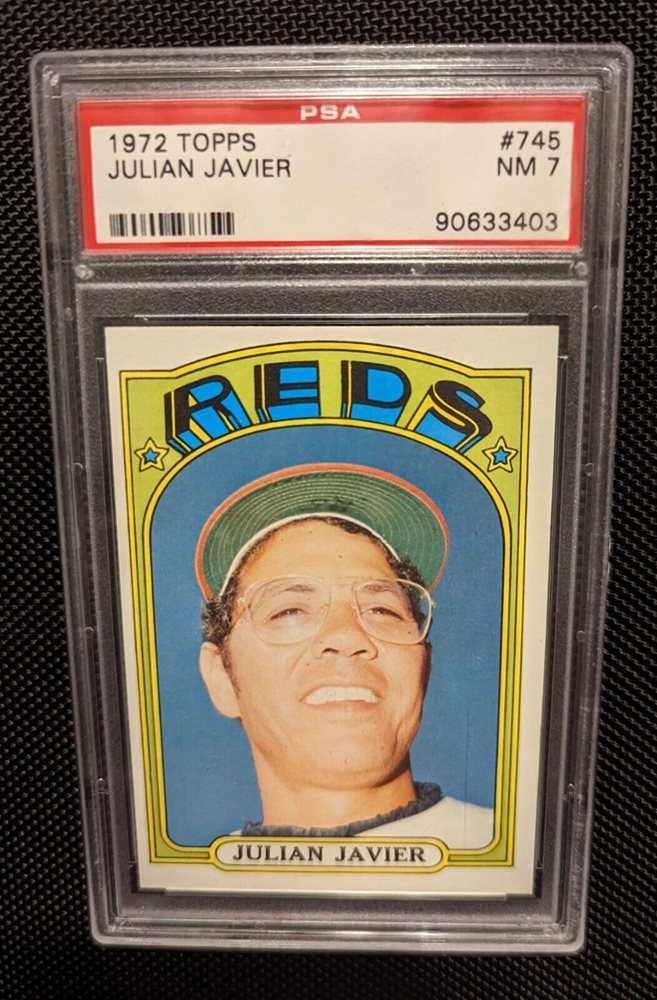 PSA
1972 TOPPS #745
JULIAN JAVIER NM 7
90633403
REDS
JULIAN JAVIER